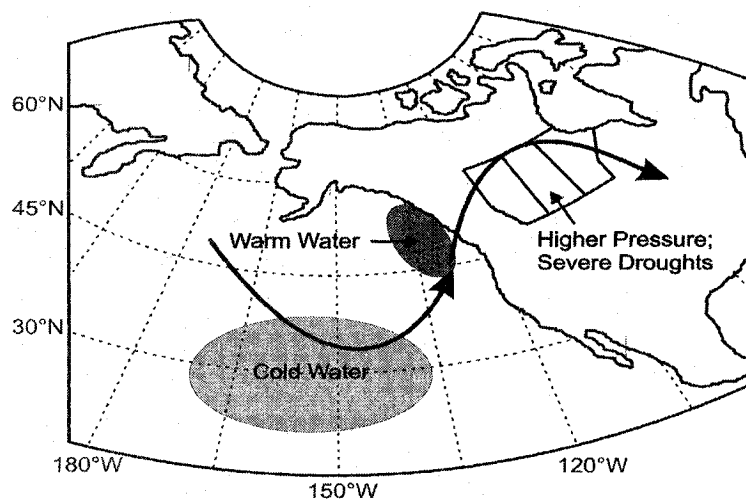 60°N
45°N
30°N
Warm Water
Higher Pressure;
Severe Droughts
Cold Water
180°W
150°W
120°W